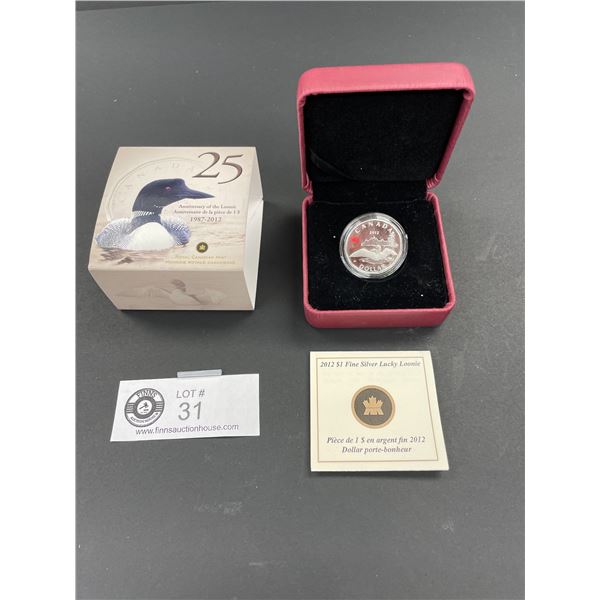 25
Anniversary of the Loonie
Anniversaire de la pièce de 1 $
1987-2012
ROYAL CANADIAN MINT
MONNAIE ROYALE CANADIENNE
CANADA
2012
DOLLAR
LOT #
31
FINNS
www.finnsauctionhouse.com
2012 $1 Fine Silver Lucky Loonie
Pièce de 1 $ en argent fin 2012
Dollar porte-bonheur